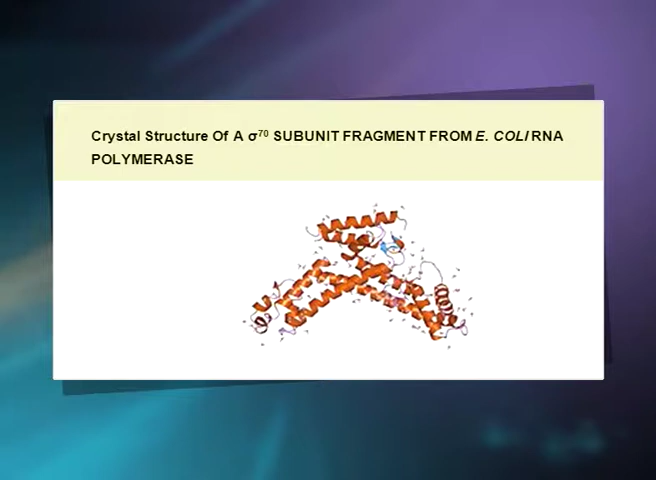 Crystal Structure Of A σ⁷⁰ SUBUNIT FRAGMENT FROM E. COLI RNA
POLYMERASE